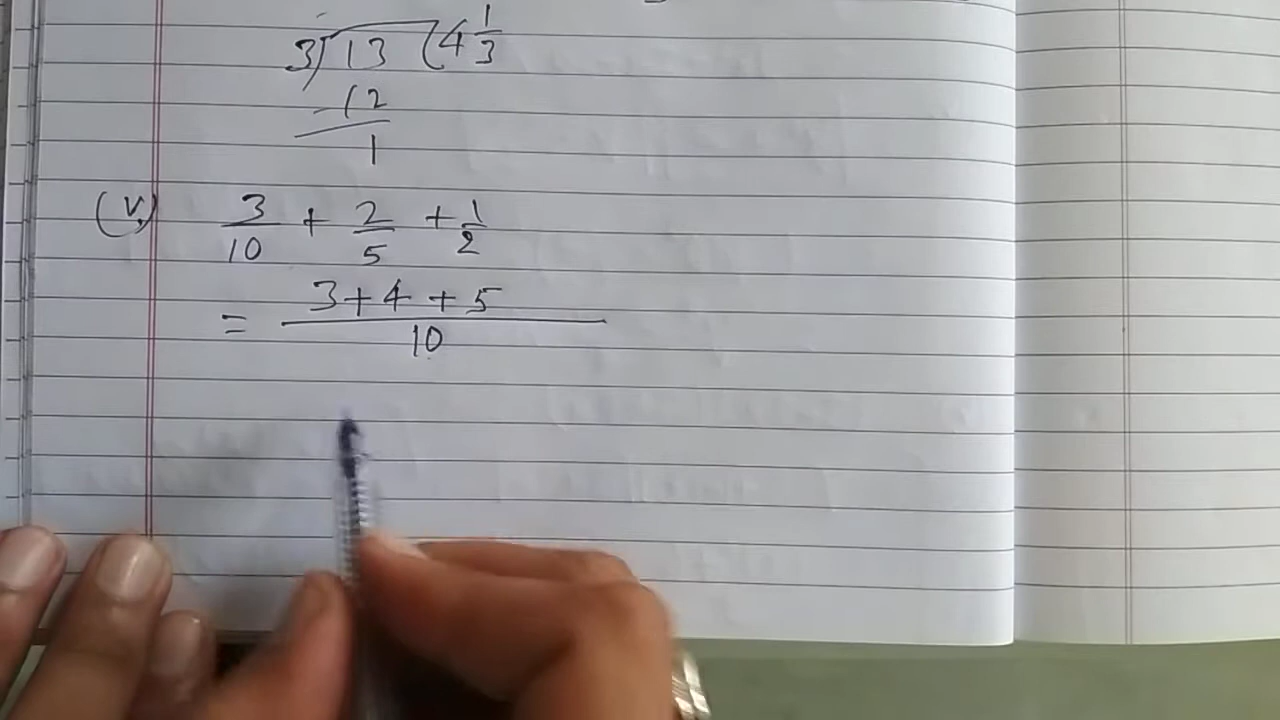 3) 13 (4 1/3
- 12
1
(v) 3/10 + 2/5 + 1/2
= 3+4+5
10